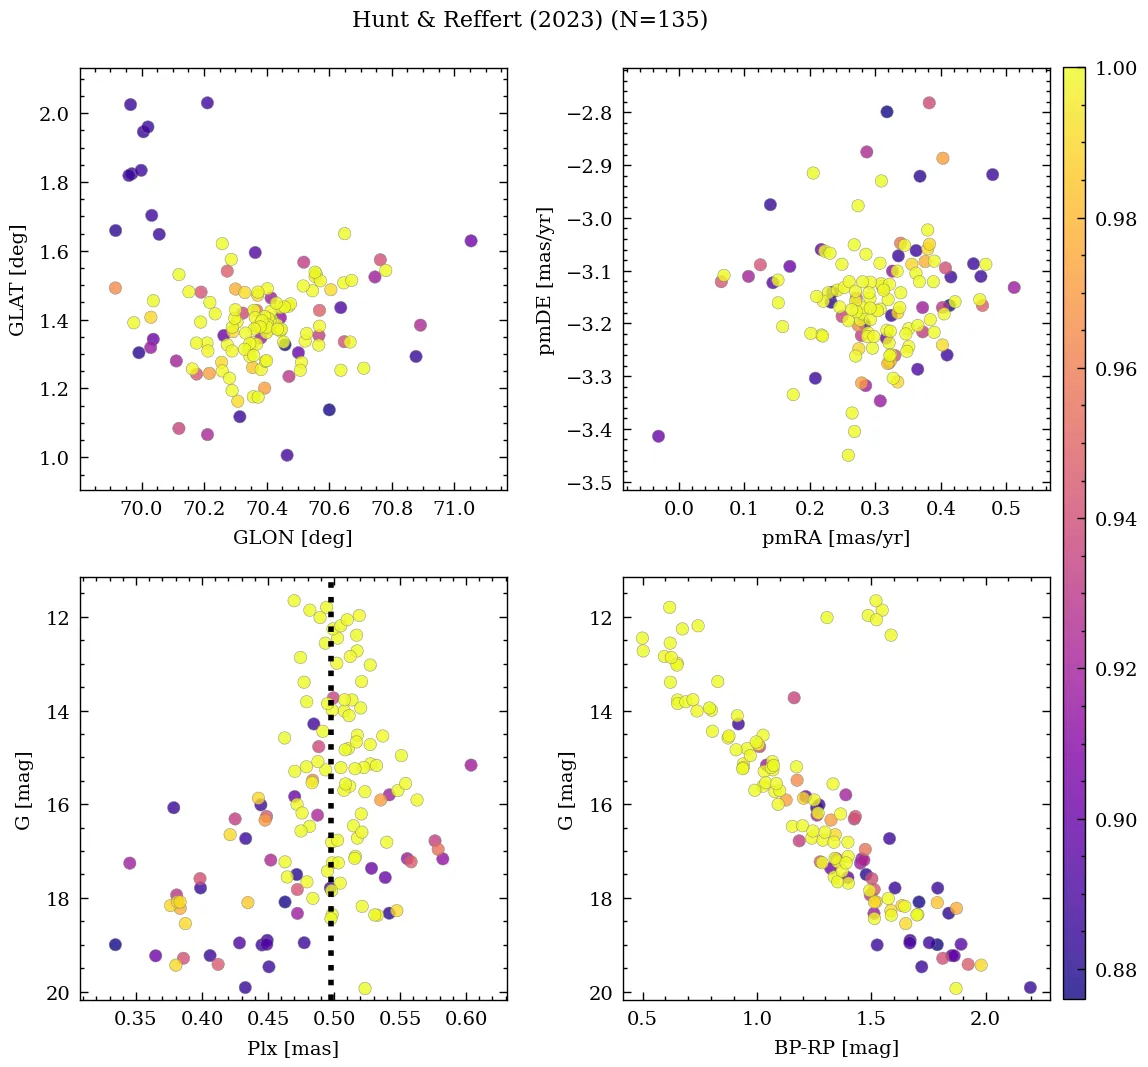 Hunt & Reffert (2023) (N=135)
2.0
1.8
1.6
1.4
1.2
1.0
GLAT [deg]
70.0 70.2 70.4 70.6 70.8 71.0
GLON [deg]
−2.8
−2.9
−3.0
−3.1
−3.2
−3.3
−3.4
−3.5
pmDE [mas/yr]
0.0 0.1 0.2 0.3 0.4 0.5
pmRA [mas/yr]
12
14
16
18
20
G [mag]
0.35 0.40 0.45 0.50 0.55 0.60
Plx [mas]
12
14
16
18
20
G [mag]
0.5 1.0 1.5 2.0
BP-RP [mag]
1.00
0.98
0.96
0.94
0.92
0.90
0.88